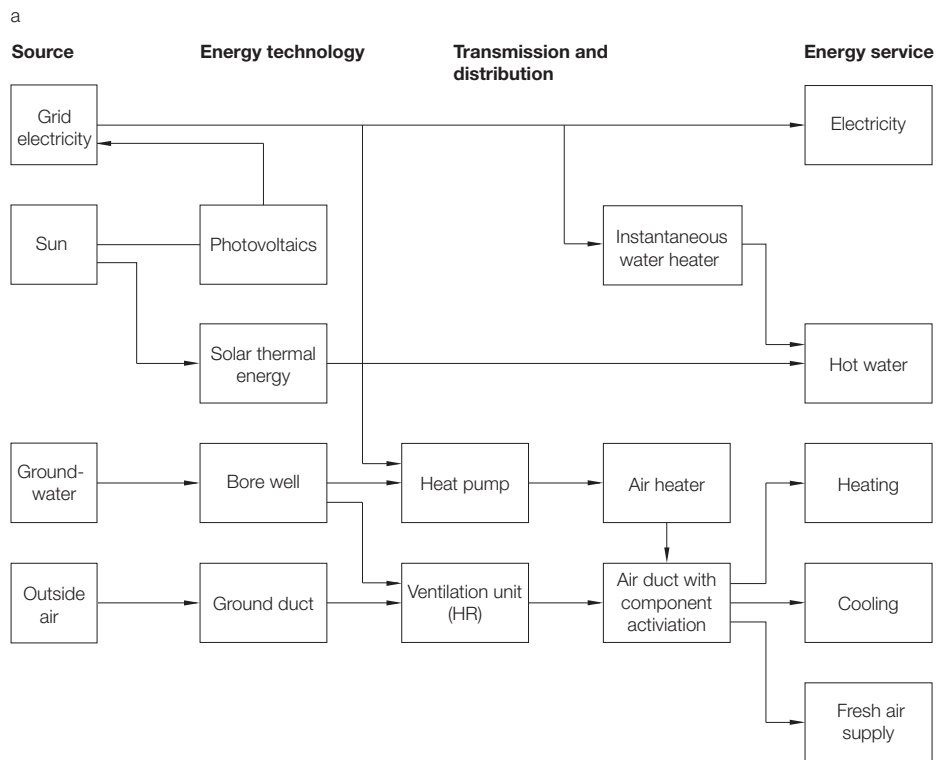 a
Source
Energy technology
Transmission and
distribution
Energy service
Grid
electricity
Electricity
Sun
Photovoltaics
Instantaneous
water heater
Solar thermal
energy
Hot water
Ground-
water
Bore well
Heat pump
Air heater
Heating
Outside
air
Ground duct
Ventilation unit
(HR)
Air duct with
component
activiation
Cooling
Fresh air
supply